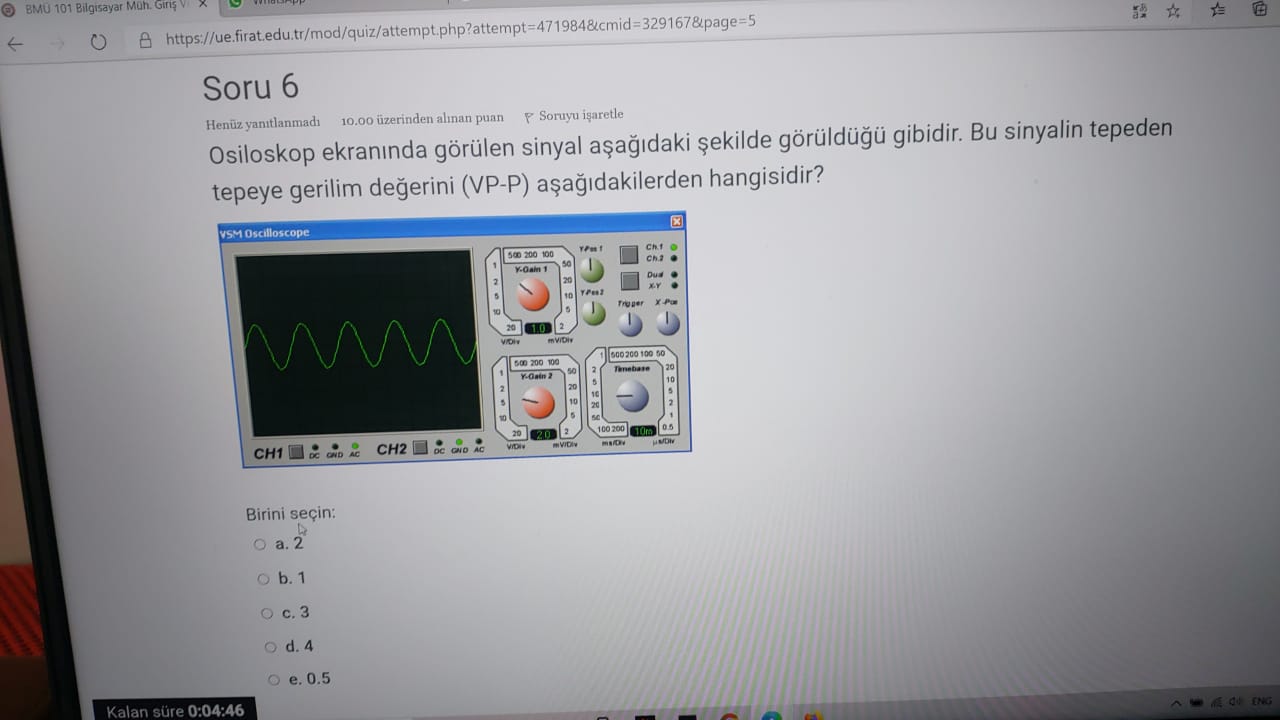 BMÜ 101 Bilgisayar Müh. Giriş V
https://ue.firat.edu.tr/mod/quiz/attempt.php?attempt=471984&cmid=329167&page=5
Soru 6
Henüz yanıtlanmadı 10.00 üzerinden alınan puan Soruyu işaretle
Osiloskop ekranında görülen sinyal aşağıdaki şekilde görüldüğü gibidir. Bu sinyalin tepeden
tepeye gerilim değerini (VP-P) aşağıdakilerden hangisidir?
VSM Oscilloscope
500 200 100
1 Y-Gain 1 50
2 20
5 10
10 5
20 1.0 2
V/Div mV/Div
Y-Pos 1
Y-Pos 2
Ch.1
Ch.2
Dual
X-Y
Trigger X-Pos
500 200 100
1 Y-Gain 2 50
2 20
5 10
10 5
20 2.0 2
V/Div mV/Div
1 500 200 100 50
2 Timebase 20
5 10
10 5
20 2
50 1
100 200 10m 0.5
ms/Div µs/Div
CH1 DC GND AC CH2 DC GND AC
Birini seçin:
a. 2
b. 1
c. 3
d. 4
e. 0.5
Kalan süre 0:04:46
ENG